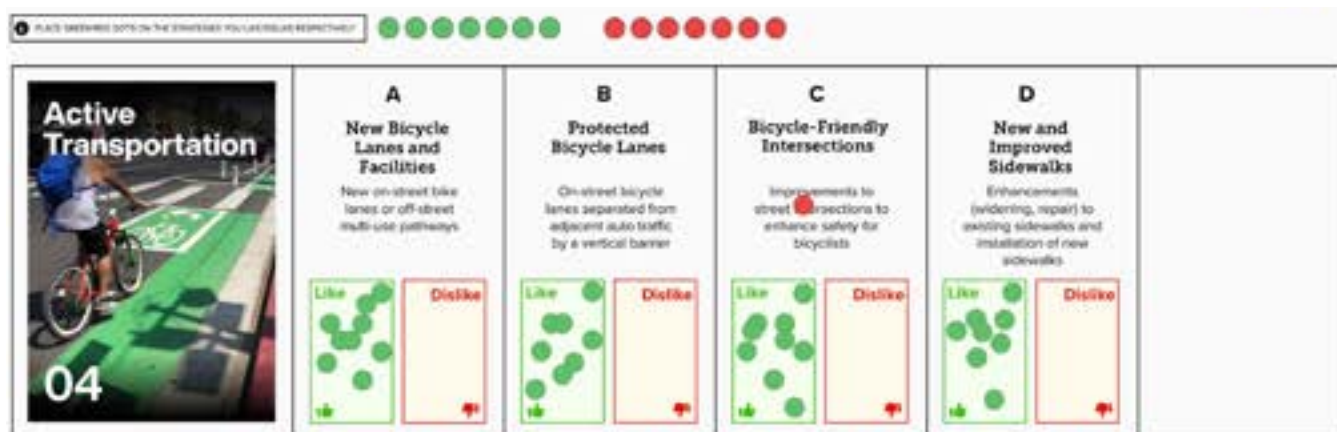 PLACE GREEN/RED DOTS ON THE STRATEGIES YOU LIKE/DISLIKE RESPECTIVELY
Active
Transportation
04
A
New Bicycle
Lanes and
Facilities
New on-street bike
lanes or off-street
multi-use pathways
Like
Dislike
B
Protected
Bicycle Lanes
On-street bicycle
lanes separated from
adjacent auto traffic
by a vertical barrier
Like
Dislike
C
Bicycle-Friendly
Intersections
Improvements to
street
enhance safety for
bicyclists
Like
Dislike
D
New and
Improved
Sidewalks
Enhancements
(widening, repair) to
existing sidewalks and
installation of new
sidewalks
Like
Dislike